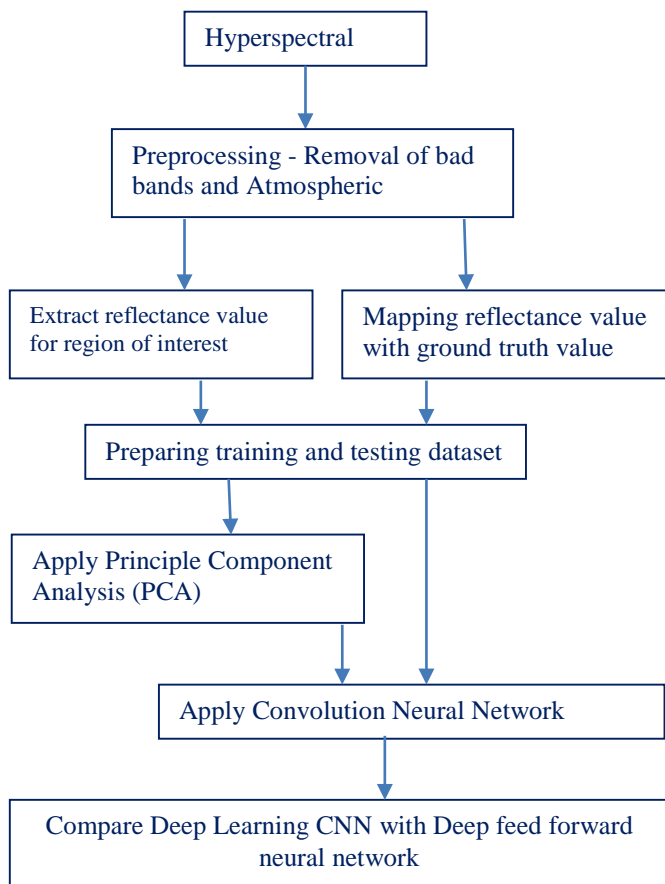 Hyperspectral
Preprocessing - Removal of bad
bands and Atmospheric
Extract reflectance value
for region of interest
Mapping reflectance value
with ground truth value
Preparing training and testing dataset
Apply Principle Component
Analysis (PCA)
Apply Convolution Neural Network
Compare Deep Learning CNN with Deep feed forward
neural network